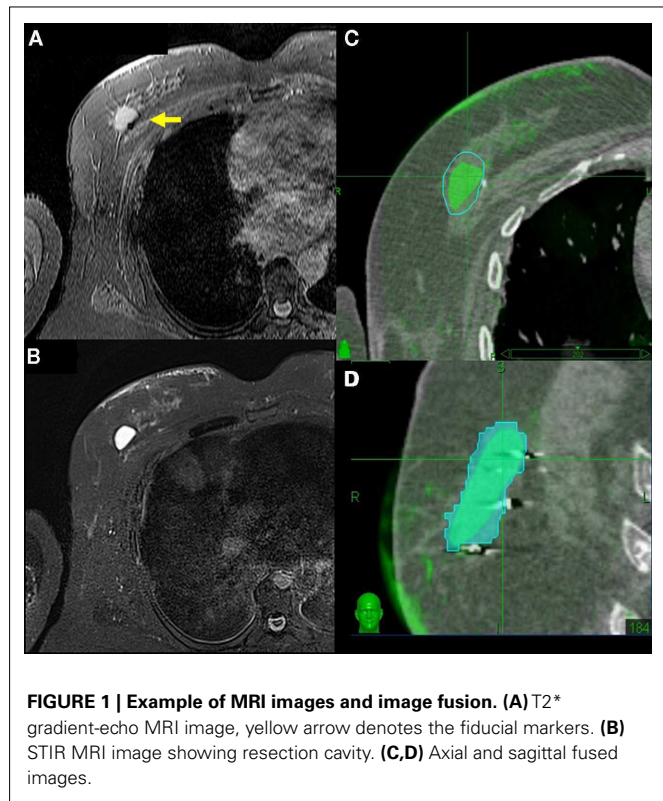 A
C
R
B
D
S
R
L
184
FIGURE 1 | Example of MRI images and image fusion. (A) T2*
gradient-echo MRI image, yellow arrow denotes the fiducial markers. (B)
STIR MRI image showing resection cavity. (C,D) Axial and sagittal fused
images.